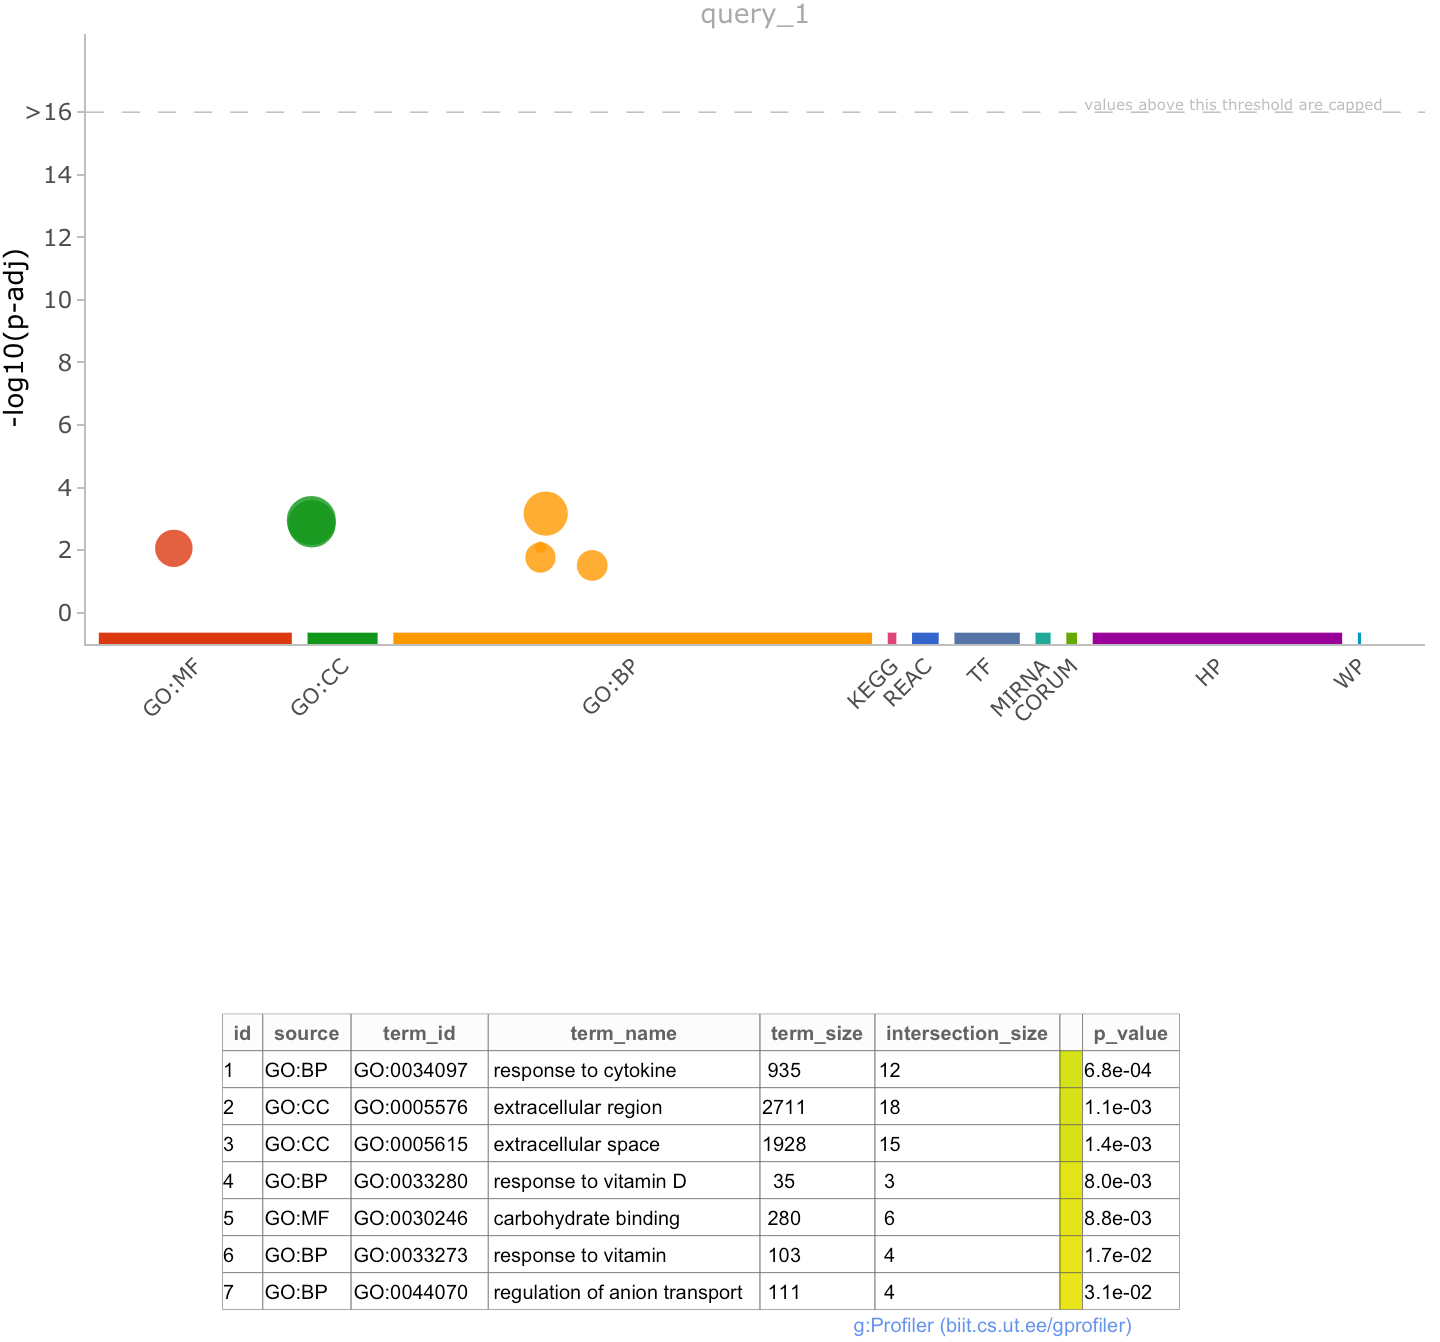 query_1
values above this threshold are capped
>16
14
12
10
8
6
4
2
0
-log10(p-adj)
GO:MF
GO:CC
GO:BP
KEGG
REAC
TF
MIRNA
CORUM
HP
WP
id source term_id term_name term_size intersection_size p_value
1 GO:BP GO:0034097 response to cytokine 935 12 6.8e-04
2 GO:CC GO:0005576 extracellular region 2711 18 1.1e-03
3 GO:CC GO:0005615 extracellular space 1928 15 1.4e-03
4 GO:BP GO:0033280 response to vitamin D 35 3 8.0e-03
5 GO:MF GO:0030246 carbohydrate binding 280 6 8.8e-03
6 GO:BP GO:0033273 response to vitamin 103 4 1.7e-02
7 GO:BP GO:0044070 regulation of anion transport 111 4 3.1e-02
g:Profiler (biit.cs.ut.ee/gprofiler)